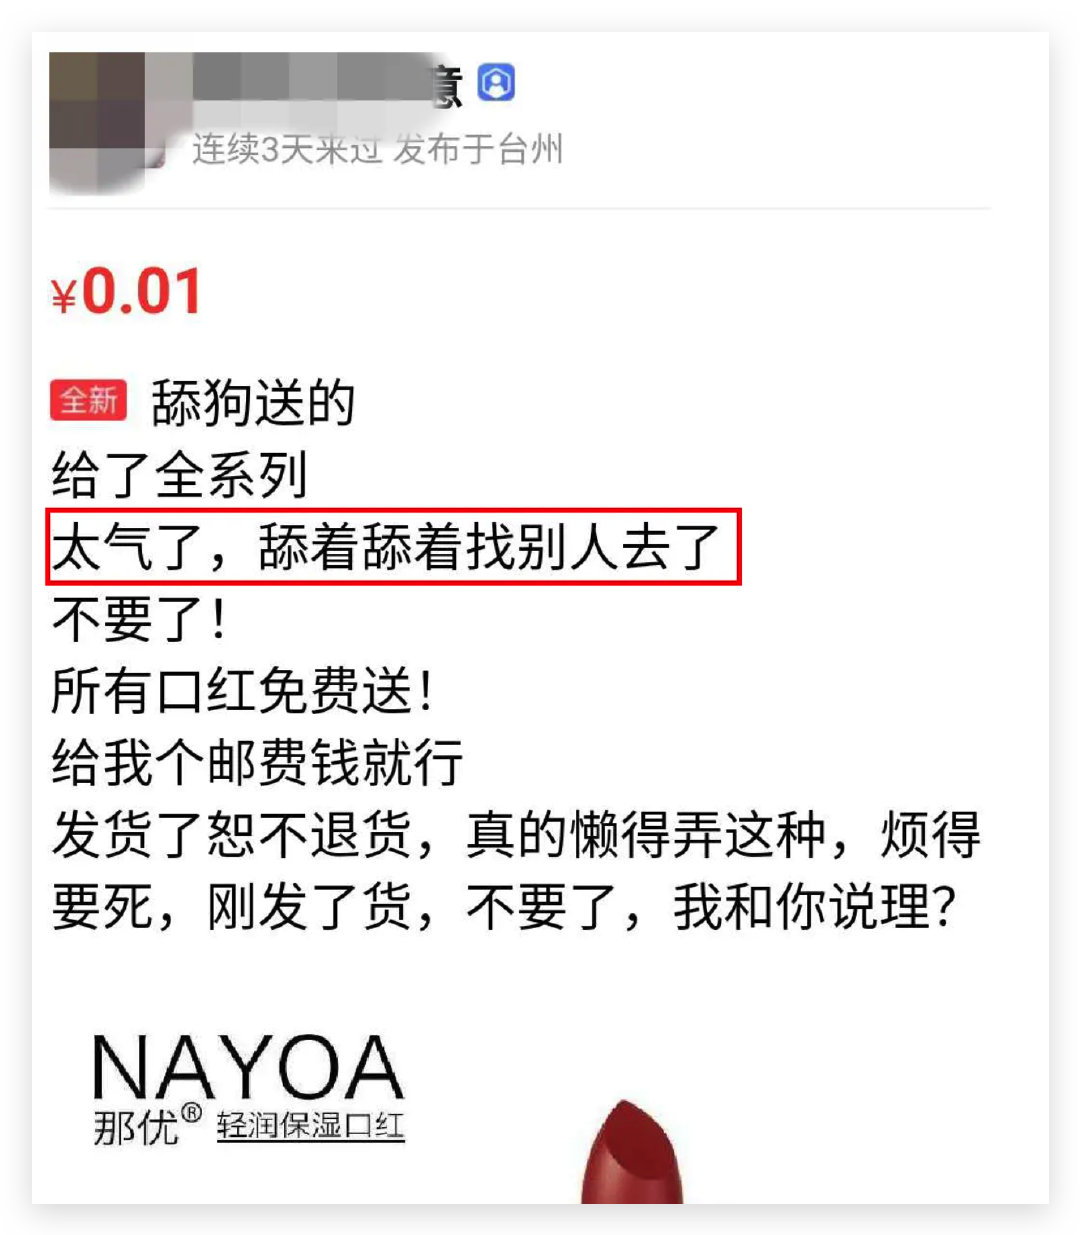 意
连续3天来过 发布于台州
¥0.01
全新 舔狗送的
给了全系列
太气了，舔着舔着找别人去了
不要了！
所有口红免费送！
给我个邮费钱就行
发货了恕不退货，真的懒得弄这种，烦得
要死，刚发了货，不要了，我和你说理？
NAYOA
那优® 轻润保湿口红